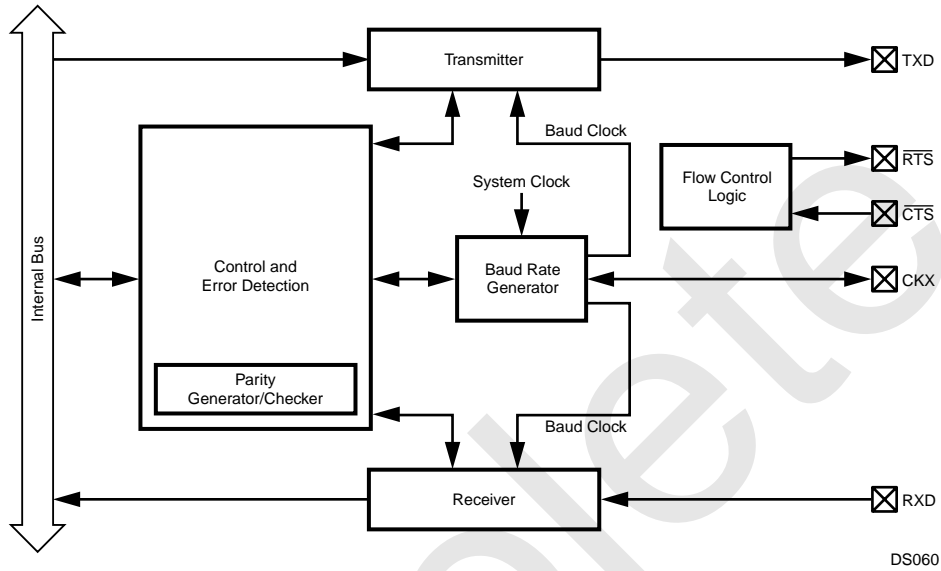 Transmitter
TXD
Baud Clock
RTS
Flow Control
Logic
System Clock
CTS
Internal Bus
Control and
Error Detection
Baud Rate
Generator
CKX
Parity
Generator/Checker
Baud Clock
Receiver
RXD
DS060